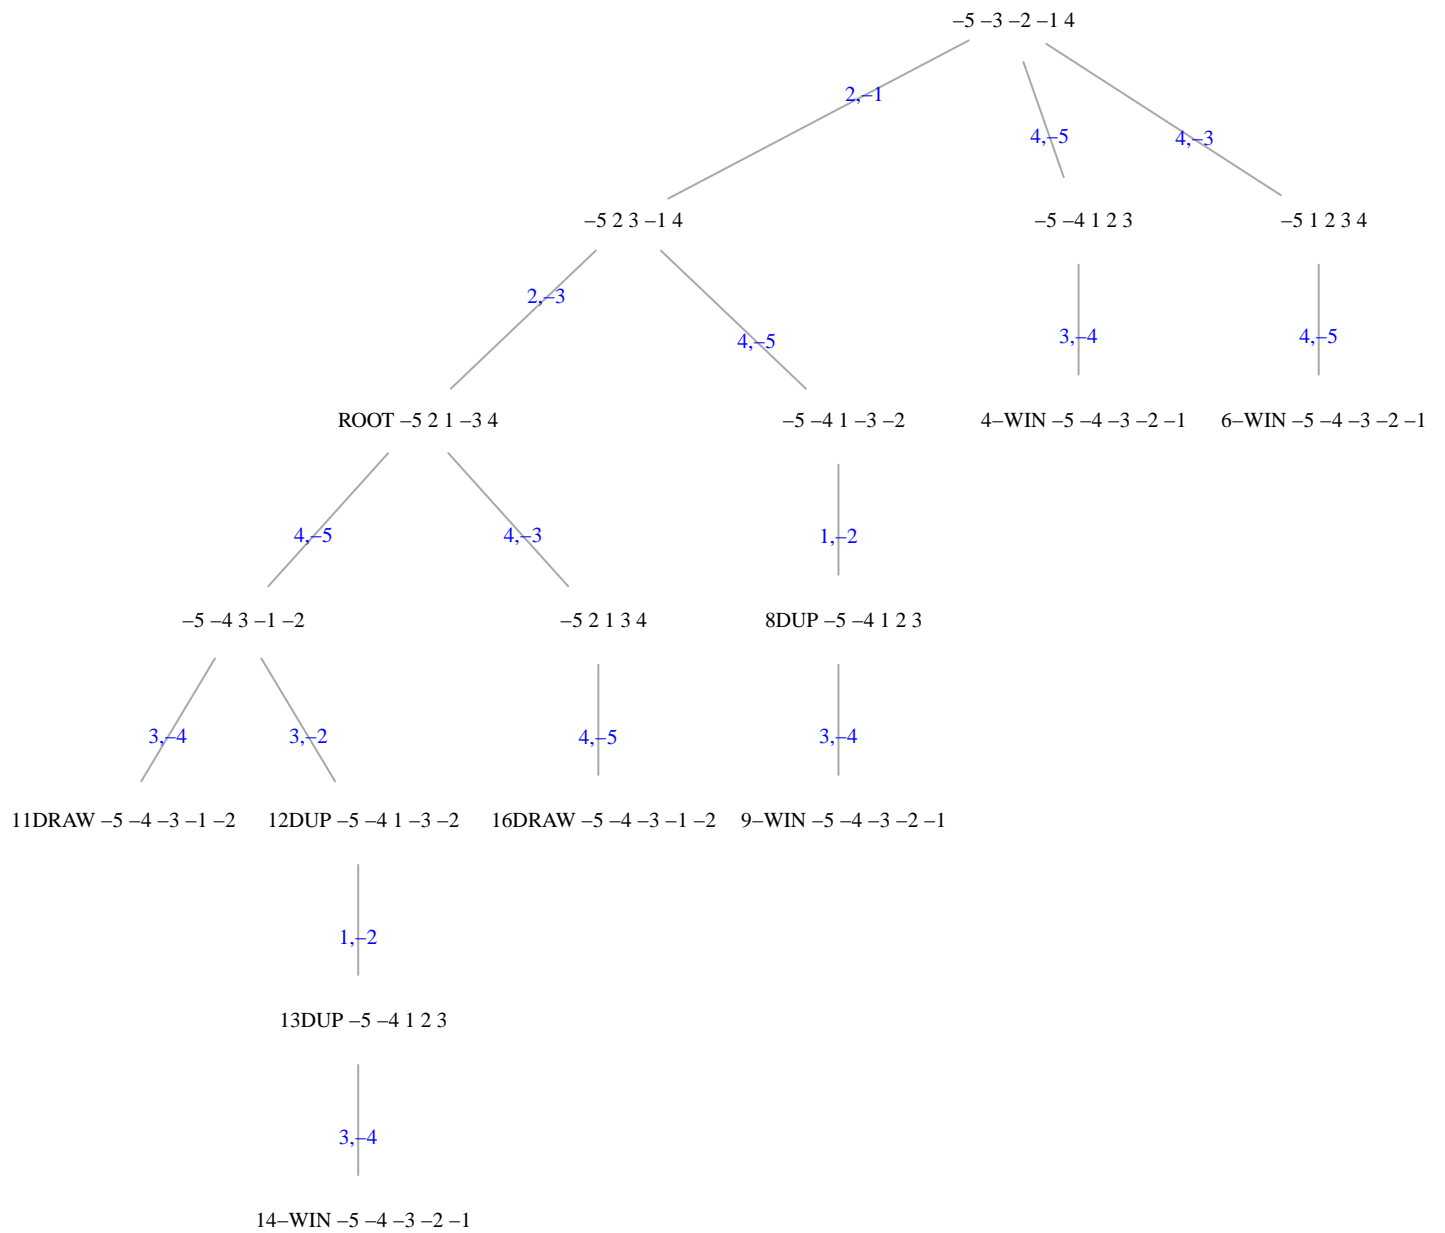 –5 –3 –2 –1 4
2,–1
4,–5
4,–3
–5 2 3 –1 4
–5 –4 1 2 3
–5 1 2 3 4
2,–3
4,–5
3,–4
4,–5
ROOT –5 2 1 –3 4
–5 –4 1 –3 –2
4–WIN –5 –4 –3 –2 –1
6–WIN –5 –4 –3 –2 –1
4,–5
4,–3
1,–2
–5 –4 3 –1 –2
–5 2 1 3 4
8DUP –5 –4 1 2 3
3,–4
3,–2
4,–5
3,–4
11DRAW –5 –4 –3 –1 –2
12DUP –5 –4 1 –3 –2
16DRAW –5 –4 –3 –1 –2
9–WIN –5 –4 –3 –2 –1
1,–2
13DUP –5 –4 1 2 3
3,–4
14–WIN –5 –4 –3 –2 –1